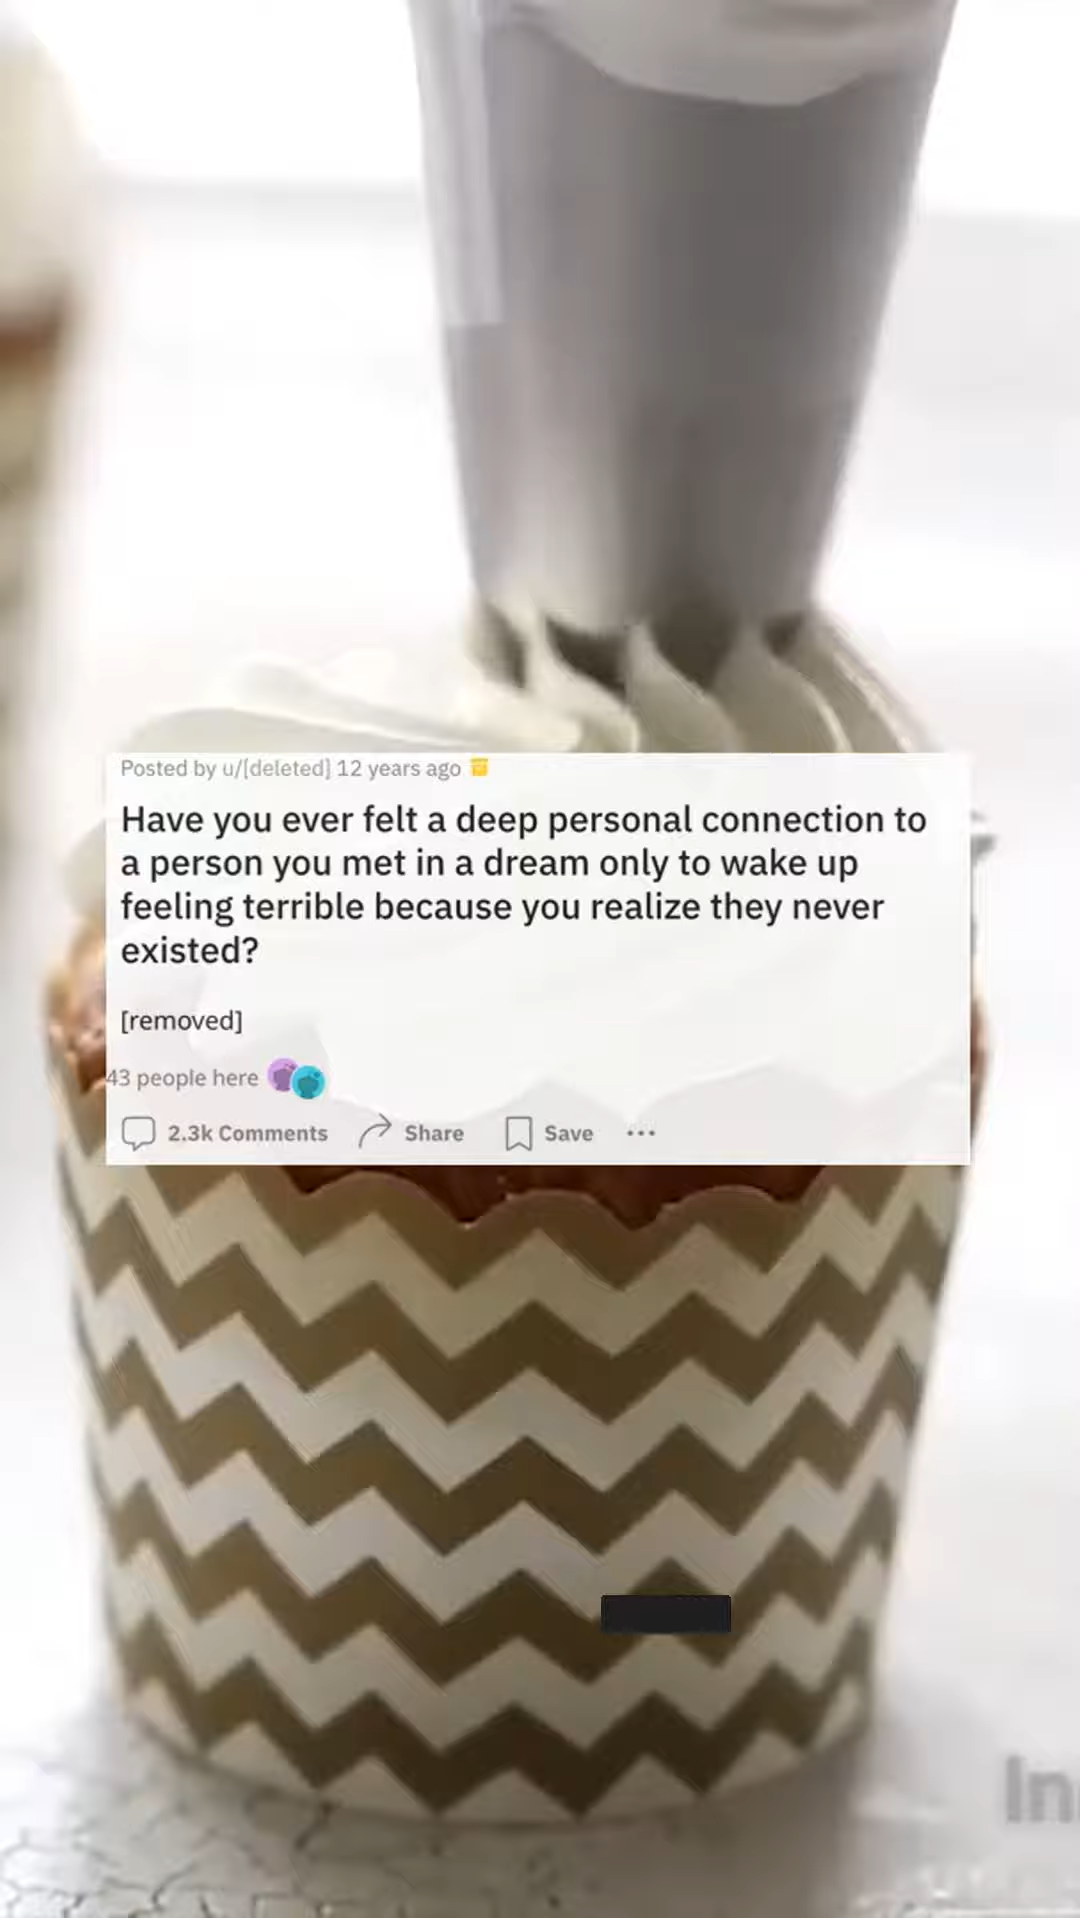 Posted by u/[deleted] 12 years ago
Have you ever felt a deep personal connection to
a person you met in a dream only to wake up
feeling terrible because you realize they never
existed?
[removed]
43 people here
2.3k Comments Share Save ...
In